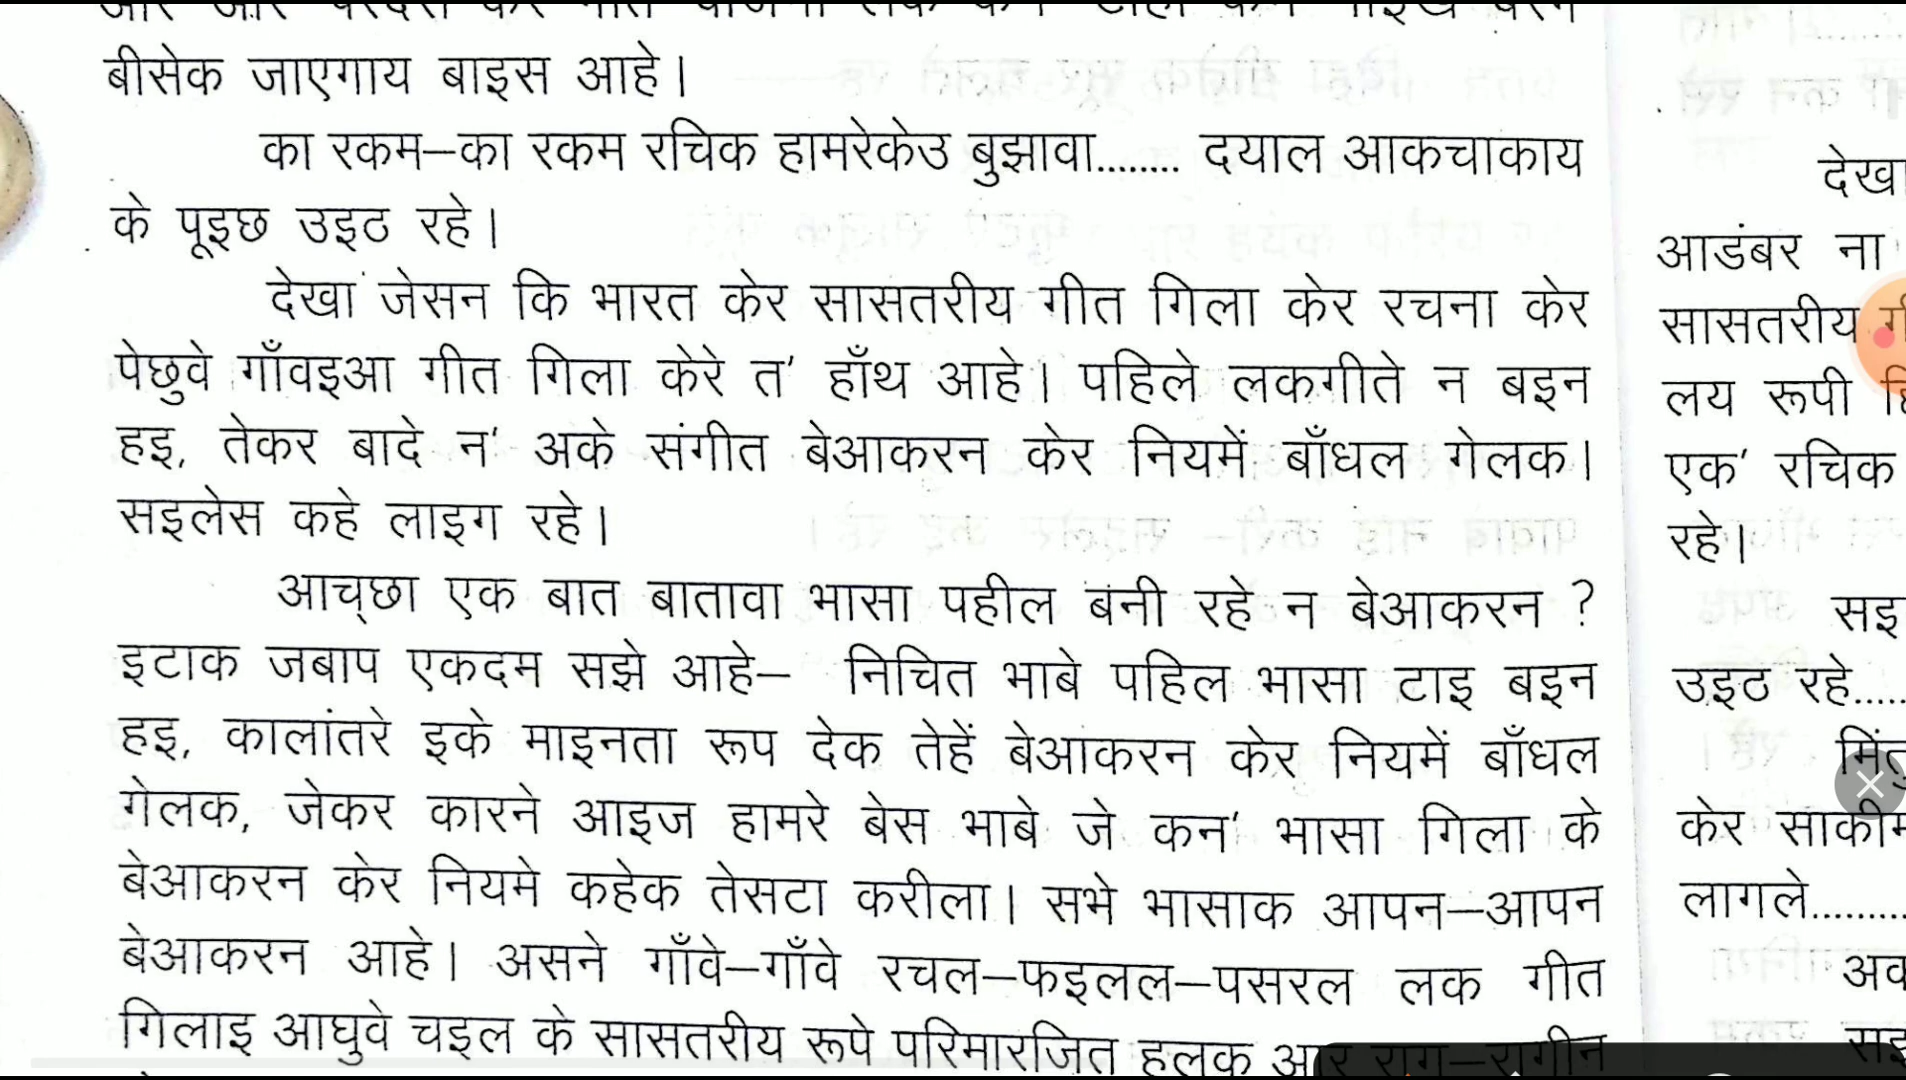 बीसेक जाएगाय बाइस आहे।
का रकम–का रकम रचिक हामरेकेउ बुझावा........ दयाल आकचाकाय
के पूइछ उइठ रहे।
देखा जेसन कि भारत केर सासतरीय गीत गिला केर रचना केर
पेछुवे गाँवइआ गीत गिला केरे त' हाँथ आहे। पहिले लकगीते न बइन
हइ, तेकर बादे न' अके संगीत बेआकरन केर नियमें बाँधल गेलक।
सइलेस कहे लाइग रहे।
आच्छा एक बात बातावा भासा पहील बनी रहे न बेआकरन ?
इटाक जबाप एकदम सझे आहे– निचित भाबे पहिल भासा टाइ बइन
हइ, कालांतरे इके माइनता रूप देक तेहें बेआकरन केर नियमें बाँधल
गेलक, जेकर कारने आइज हामरे बेस भाबे जे कन' भासा गिला के
बेआकरन केर नियमे कहेक तेसटा करीला। सभे भासाक आपन–आपन
बेआकरन आहे। असने गाँवे–गाँवे रचल–फइलल–पसरल लक गीत
गिलाइ आघुवे चइल के सासतरीय रूपे परिमारजित हलक आर राग–रागीन
देखा
आडंबर ना
सासतरीय
लय रूपी
एक' रचिक
रहे।
सइ
उइठ रहे.....
केर साकीम
लागले.........